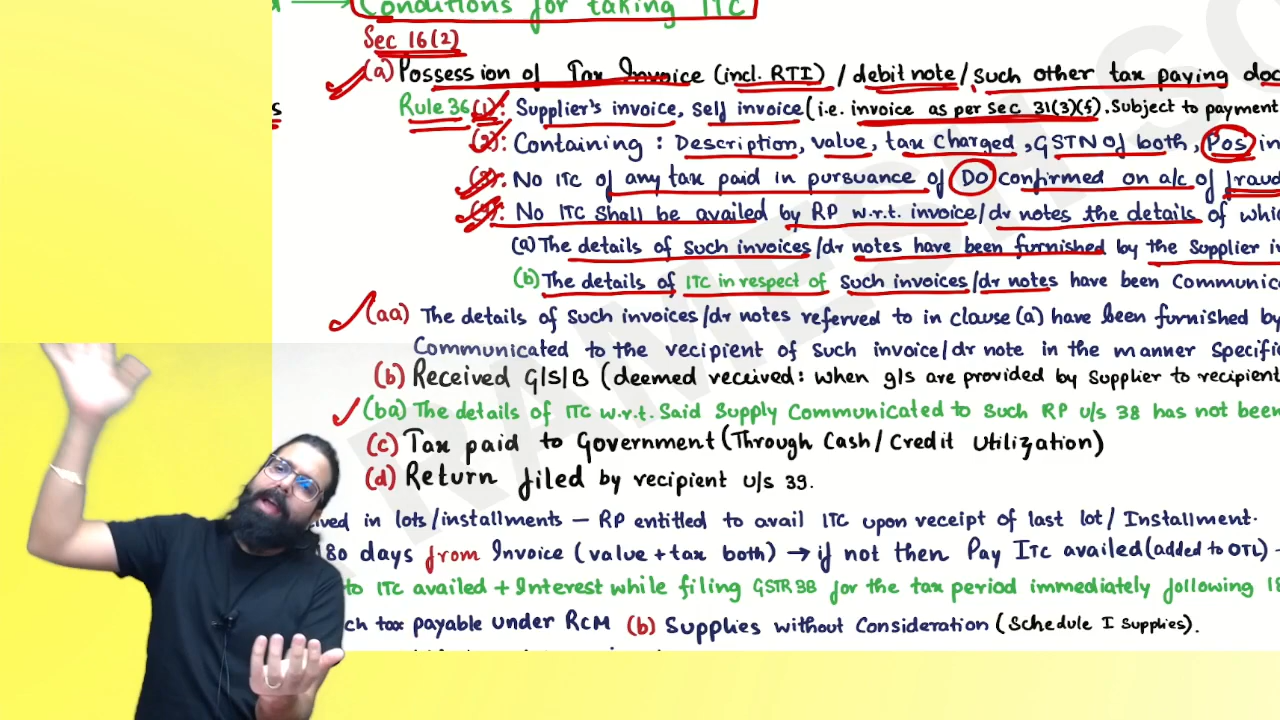 Conditions for taking ITC
Sec 16(2)
(a) Possession of Tax Invoice (incl. RTI) / debit note / Such other tax paying doc
Rule 36 (1): Supplier's invoice, self invoice (i.e. invoice as per sec 31(3)(f). Subject to payment
(2): Containing : Description, value, tax charged, GSTN of both, POS in
(3): No ITC of any tax paid in pursuance of DO confirmed on a/c of fraud
(4): No ITC shall be availed by RP w.r.t. invoice/dr notes the details of whi
(a) The details of such invoices/dr notes have been furnished by the supplier in
(b) The details of ITC in respect of such invoices/dr notes have been Communic
(aa) The details of such invoices/dr notes referred to in clause (a) have been furnished by
Communicated to the recipient of such invoice/dr note in the manner specifi
(b) Received G/S/B (deemed received: when g/s are provided by supplier to recipient
(ba) The details of ITC w.r.t. Said Supply Communicated to such RP u/s 38 has not been
(c) Tax paid to Government (Through Cash/Credit Utilization)
(d) Return filed by recipient u/s 39.
ived in lots/installments — RP entitled to avail ITC upon receipt of last lot/Installment.
180 days from Invoice (value + tax both) → if not then Pay ITC availed (added to OTL) -
to ITC availed + Interest while filing GSTR 3B for the tax period immediately following 1
ch tax payable under RCM (b) Supplies without Consideration (Schedule I Supplies).
RAMESH SO